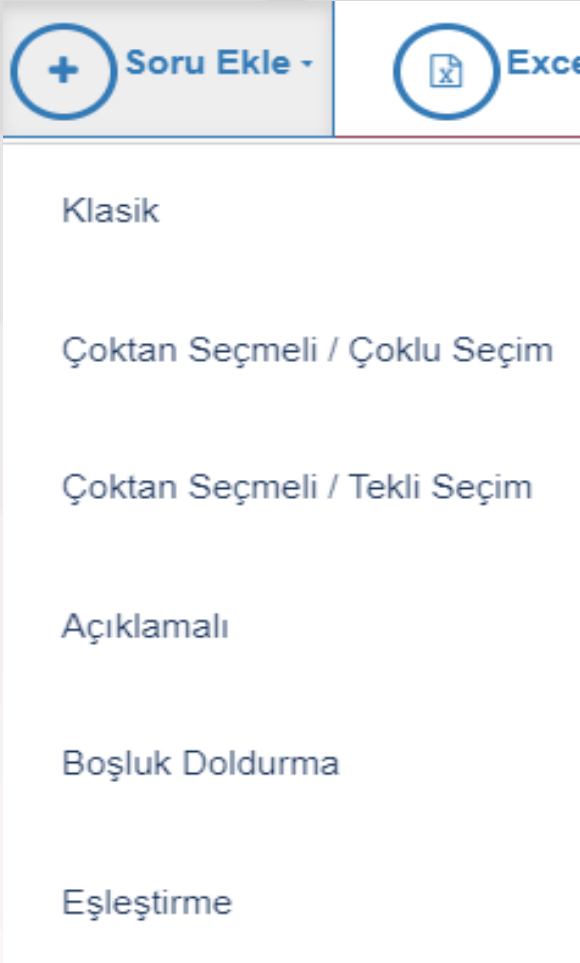 Soru Ekle
Klasik
Çoktan Seçmeli / Çoklu Seçim
Çoktan Seçmeli / Tekli Seçim
Açıklamalı
Boşluk Doldurma
Eşleştirme